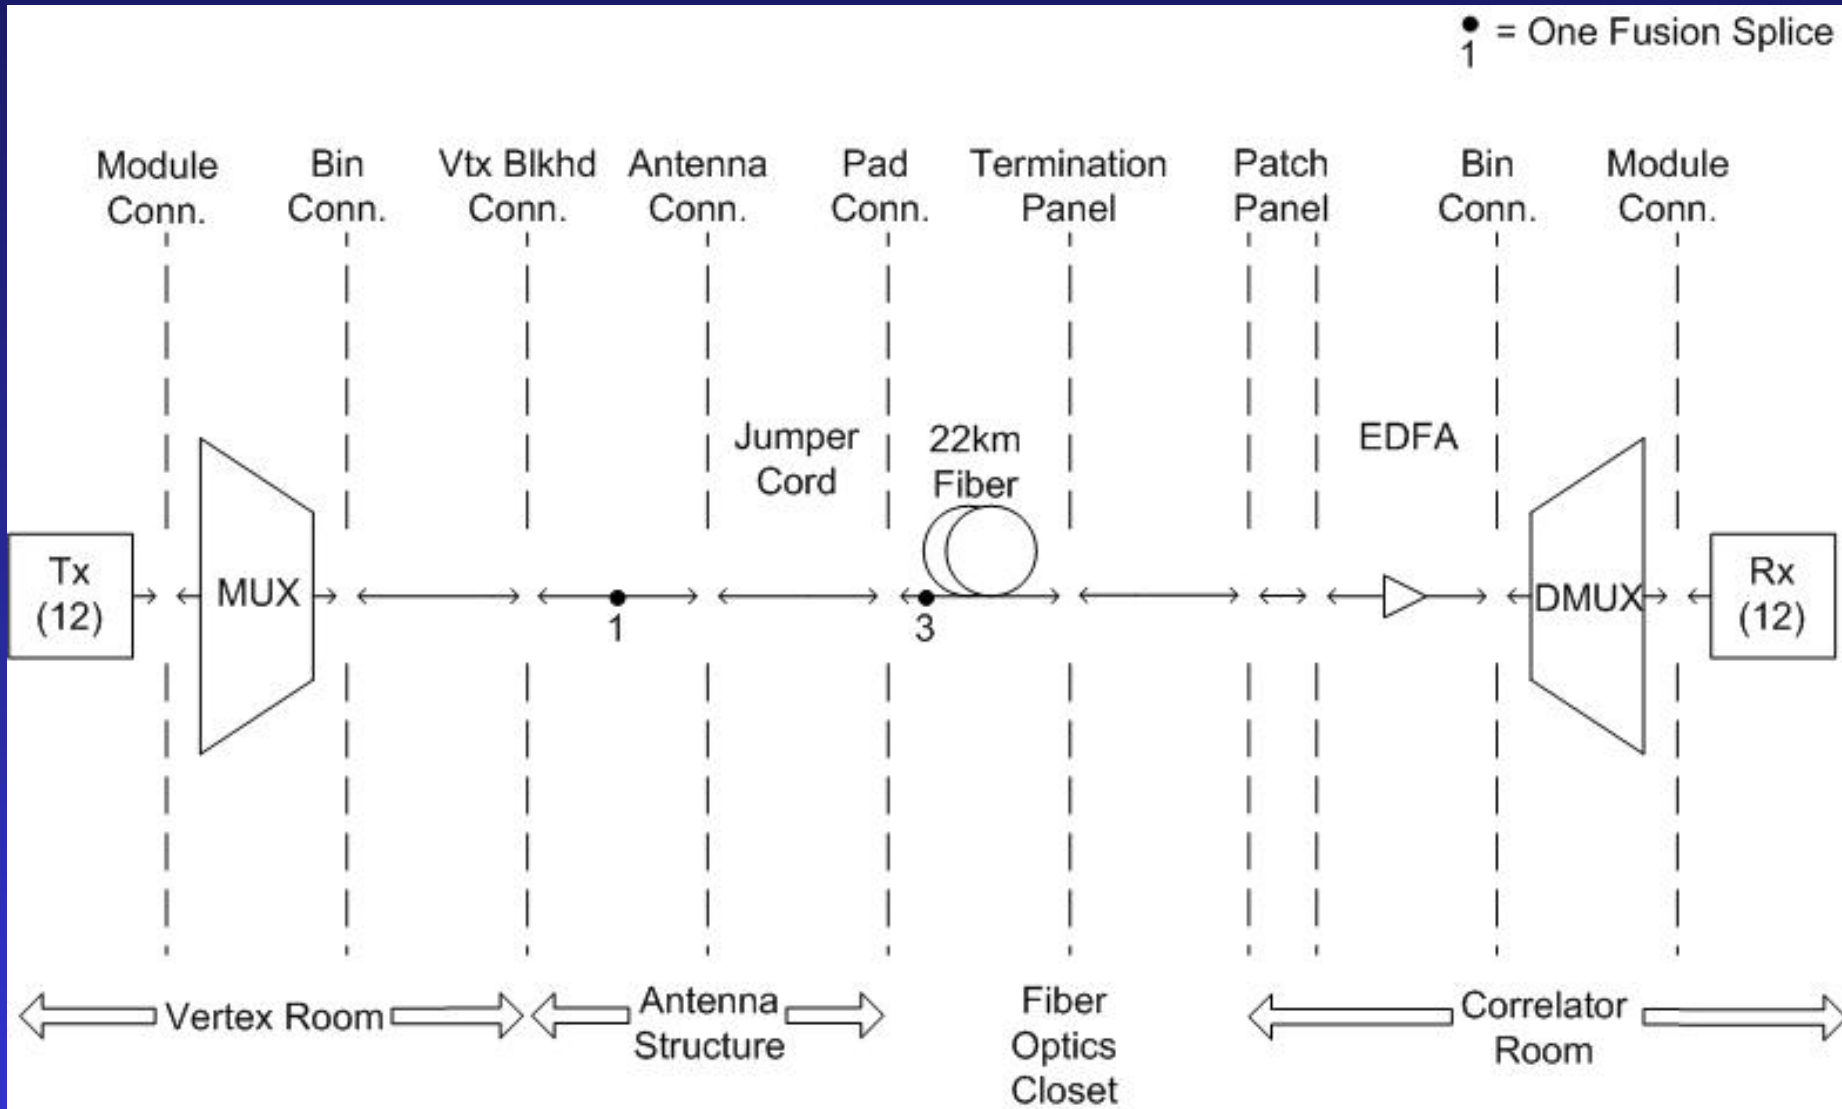 = One Fusion Splice
1
Module
Conn.
Bin
Conn.
Vtx Blkhd
Conn.
Antenna
Conn.
Pad
Conn.
Termination
Panel
Patch
Panel
Bin
Conn.
Module
Conn.
Jumper
Cord
22km
Fiber
EDFA
Tx
(12)
MUX
1
3
DMUX
Rx
(12)
Vertex Room
Antenna
Structure
Fiber
Optics
Closet
Correlator
Room